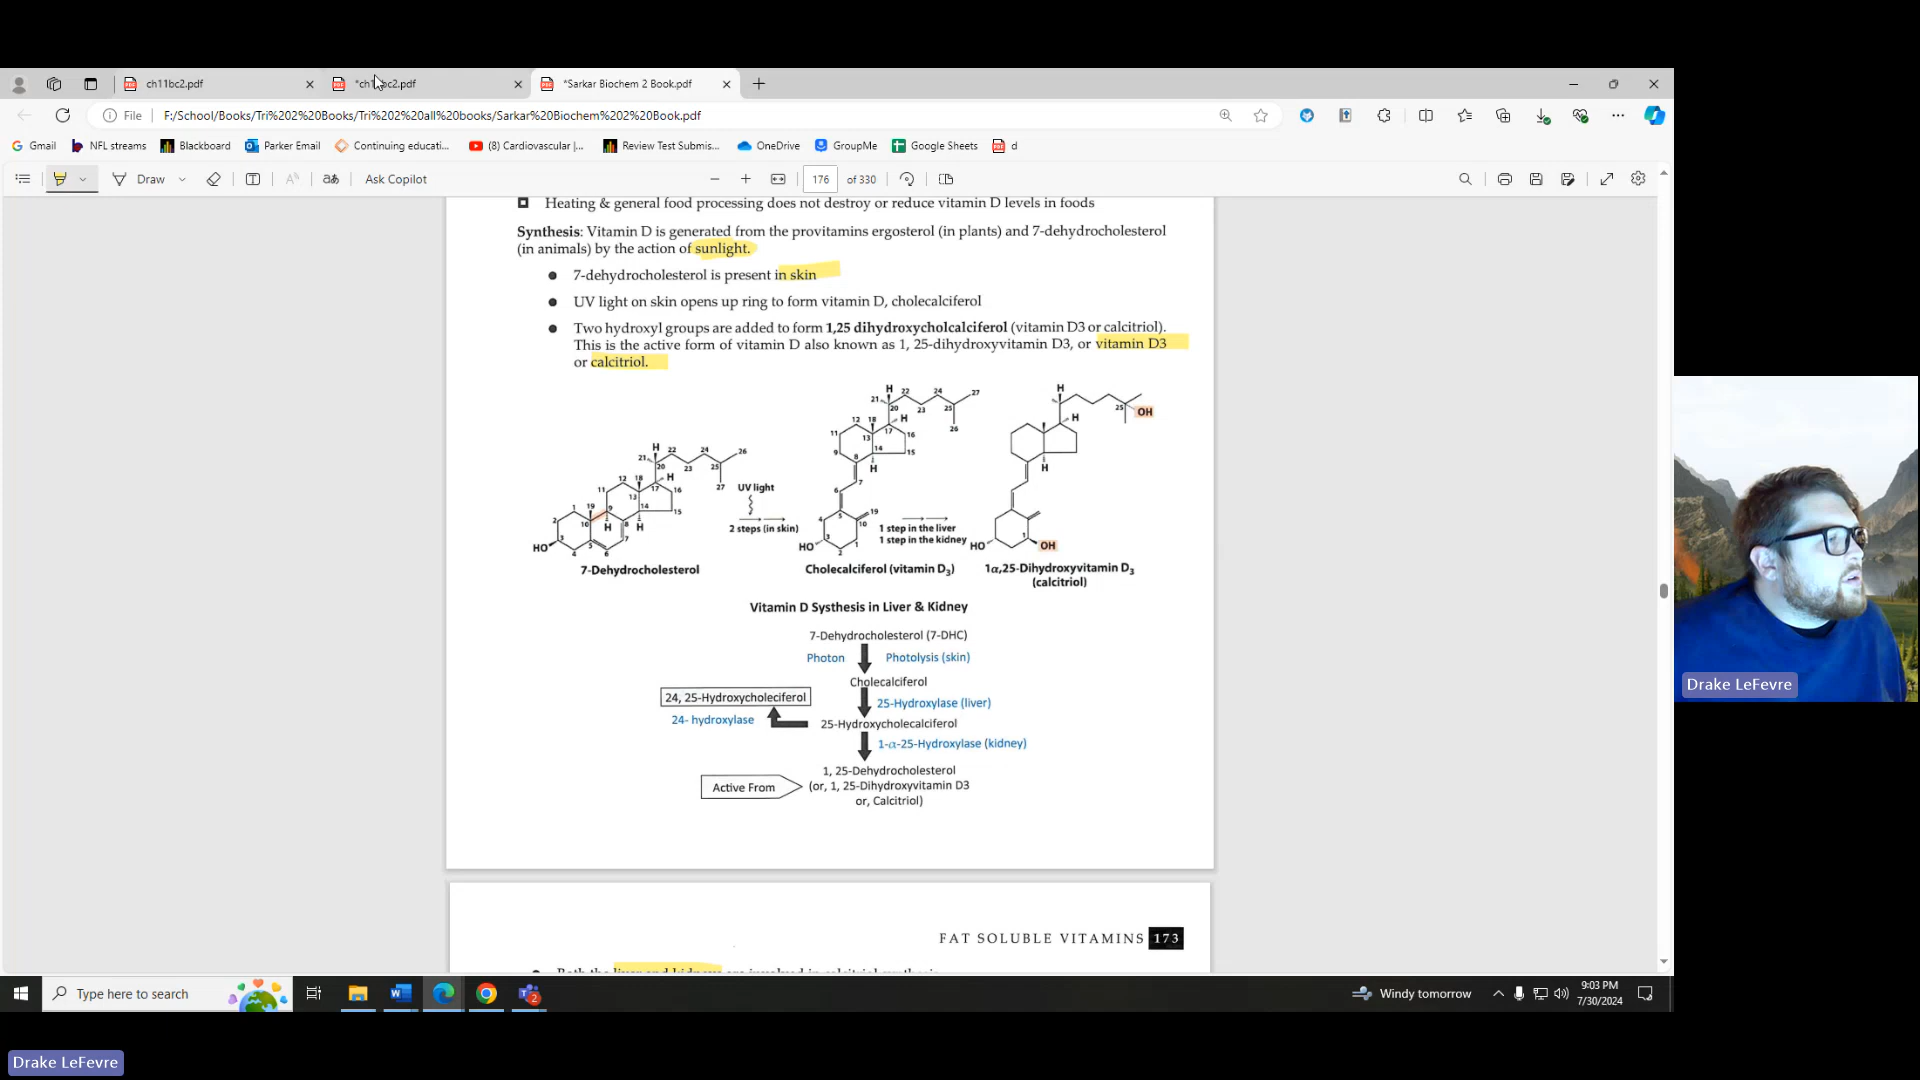 ch11bc2.pdf
*Sarkar Biochem 2 Book.pdf
File
F:/School/Books/Tri%202%20Books/Tri%202%20all%20books/Sarkar%20Biochem%202%20Book.pdf
Gmail
NFL streams
Blackboard
Parker Email
Continuing educati...
(8) Cardiovascular |...
Review Test Submis...
OneDrive
GroupMe
Google Sheets
d
Draw
Ask Copilot
176 of 330
Heating & general food processing does not destroy or reduce vitamin D levels in foods
Synthesis: Vitamin D is generated from the provitamins ergosterol (in plants) and 7-dehydrocholesterol
(in animals) by the action of sunlight.
● 7-dehydrocholesterol is present in skin
● UV light on skin opens up ring to form vitamin D, cholecalciferol
● Two hydroxyl groups are added to form 1,25 dihydroxycholcalciferol (vitamin D3 or calcitriol).
This is the active form of vitamin D also known as 1, 25-dihydroxyvitamin D3, or vitamin D3
or calcitriol.
UV light
2 steps (in skin)
HO
7-Dehydrocholesterol
1 step in the liver
1 step in the kidney
HO
Cholecalciferol (vitamin D3)
OH
HO
OH
1α,25-Dihydroxyvitamin D3
(calcitriol)
Vitamin D Systhesis in Liver & Kidney
7-Dehydrocholesterol (7-DHC)
Photon
Photolysis (skin)
Cholecalciferol
24, 25-Hydroxycholeciferol
25-Hydroxylase (liver)
24- hydroxylase
25-Hydroxycholecalciferol
1-α-25-Hydroxylase (kidney)
1, 25-Dehydrocholesterol
Active From
(or, 1, 25-Dihydroxyvitamin D3
or, Calcitriol)
FAT SOLUBLE VITAMINS 173
Drake LeFevre
Type here to search
2
Windy tomorrow
9:03 PM
7/30/2024
Drake LeFevre